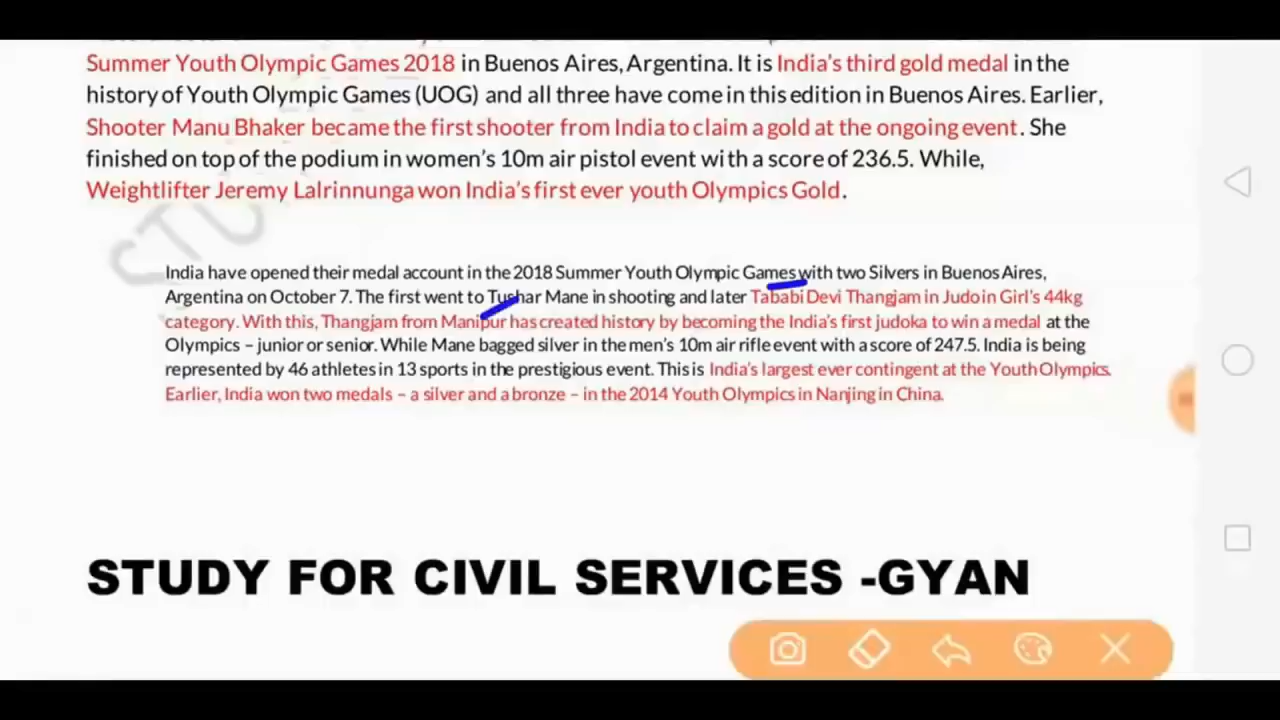 Summer Youth Olympic Games 2018 in Buenos Aires, Argentina. It is India's third gold medal in the
history of Youth Olympic Games (UOG) and all three have come in this edition in Buenos Aires. Earlier,
Shooter Manu Bhaker became the first shooter from India to claim a gold at the ongoing event. She
finished on top of the podium in women's 10m air pistol event with a score of 236.5. While,
Weightlifter Jeremy Lalrinnunga won India's first ever youth Olympics Gold.
STU
India have opened their medal account in the 2018 Summer Youth Olympic Games with two Silvers in Buenos Aires,
Argentina on October 7. The first went to Tushar Mane in shooting and later Tababi Devi Thangjam in Judo in Girl's 44kg
category. With this, Thangjam from Manipur has created history by becoming the India's first judoka to win a medal at the
Olympics – junior or senior. While Mane bagged silver in the men's 10m air rifle event with a score of 247.5. India is being
represented by 46 athletes in 13 sports in the prestigious event. This is India's largest ever contingent at the Youth Olympics.
Earlier, India won two medals – a silver and a bronze – in the 2014 Youth Olympics in Nanjing in China.
STUDY FOR CIVIL SERVICES -GYAN